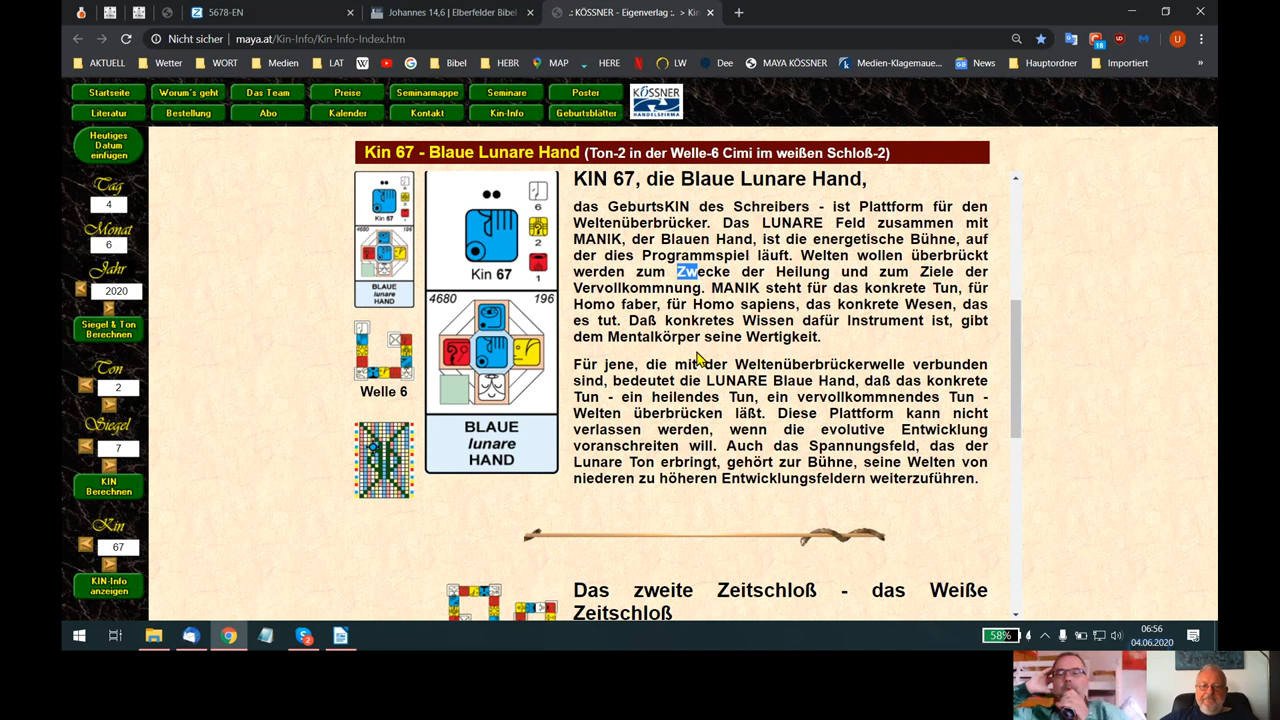 5678-EN
Johannes 14,6 | Elberfelder Bibel
.: KÖSSNER - Eigenverlag :. > Kin
Nicht sicher | maya.at/Kin-Info/Kin-Info-Index.htm
18
U
AKTUELL Wetter WORT Medien LAT W G Bibel HEBR MAP HERE N LW Dee MAYA KÖSSNER Medien-Klagemaue... GB News Hauptordner Importiert »
Startseite Worum's geht Das Team Preise Seminarmappe Seminare Poster
Literatur Bestellung Abo Kalender Kontakt Kin-Info Geburtsblätter
KÖSSNER
HANDELSFIRMA
Heutiges
Datum
einfügen
Tag
4
Monat
6
Jahr
2020
Siegel & Ton
Berechnen
Ton
2
Siegel
7
KIN
Berechnen
Kin
67
KIN-Info
anzeigen
Kin 67 - Blaue Lunare Hand (Ton-2 in der Welle-6 Cimi im weißen Schloß-2)
6
2
1
Kin 67
4680 196
BLAUE
lunare
HAND
Welle 6
6
2
1
Kin 67
4680 196
BLAUE
lunare
HAND
KIN 67, die Blaue Lunare Hand,
das GeburtsKIN des Schreibers - ist Plattform für den
Weltenüberbrücker. Das LUNARE Feld zusammen mit
MANIK, der Blauen Hand, ist die energetische Bühne, auf
der dies Programmspiel läuft. Welten wollen überbrückt
werden zum Zwecke der Heilung und zum Ziele der
Vervollkommnung. MANIK steht für das konkrete Tun, für
Homo faber, für Homo sapiens, das konkrete Wesen, das
es tut. Daß konkretes Wissen dafür Instrument ist, gibt
dem Mentalkörper seine Wertigkeit.
Für jene, die mit der Weltenüberbrückerwelle verbunden
sind, bedeutet die LUNARE Blaue Hand, daß das konkrete
Tun - ein heilendes Tun, ein vervollkommnendes Tun -
Welten überbrücken läßt. Diese Plattform kann nicht
verlassen werden, wenn die evolutive Entwicklung
voranschreiten will. Auch das Spannungsfeld, das der
Lunare Ton erbringt, gehört zur Bühne, seine Welten von
niederen zu höheren Entwicklungsfeldern weiterzuführen.
Das zweite Zeitschloß - das Weiße
Zeitschloß
58%
06:56
04.06.2020